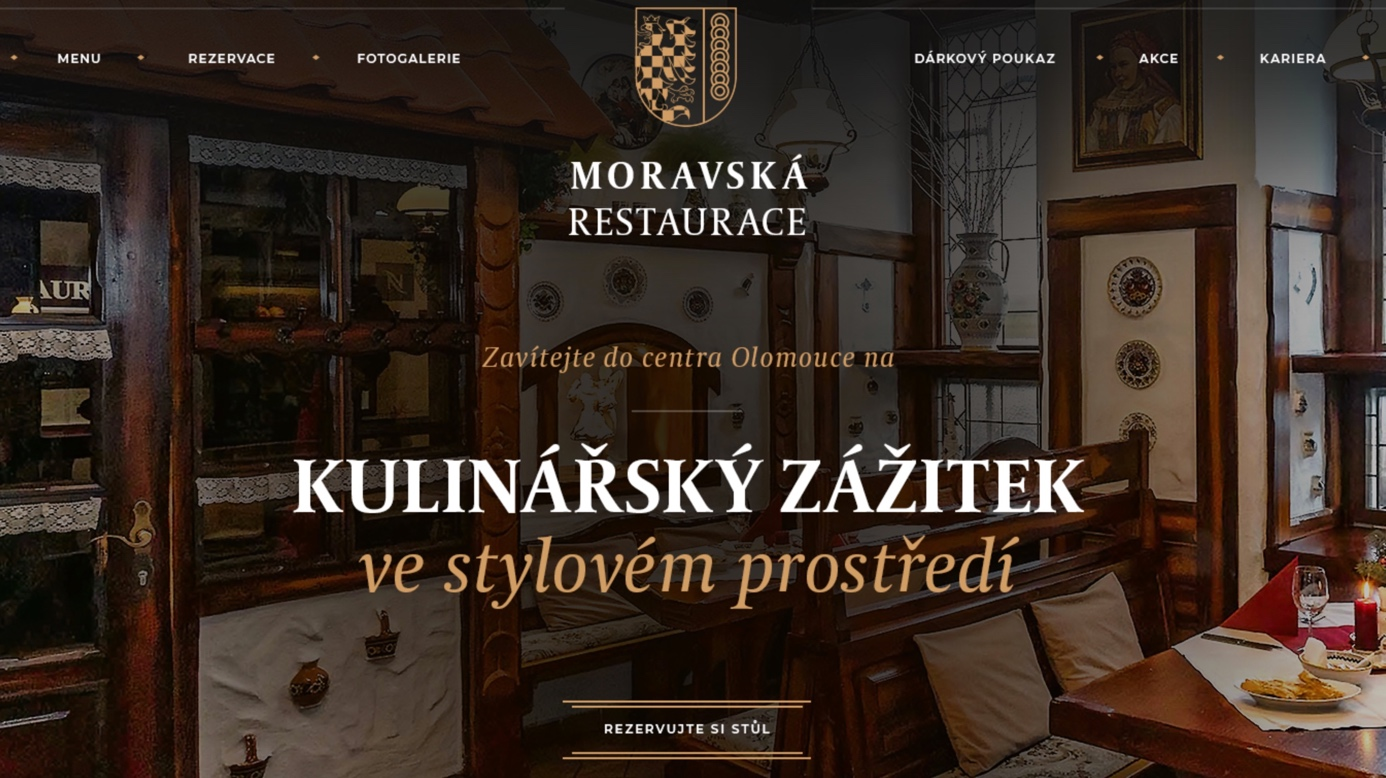 MENU
REZERVACE
FOTOGALERIE
DÁRKOVÝ POUKAZ
AKCE
KARIERA
MORAVSKÁ
RESTAURACE
AUR
N
Zavítejte do centra Olomouce na
KULINÁŘSKÝ ZÁŽITEK
ve stylovém prostředí
REZERVUJTE SI STŮL